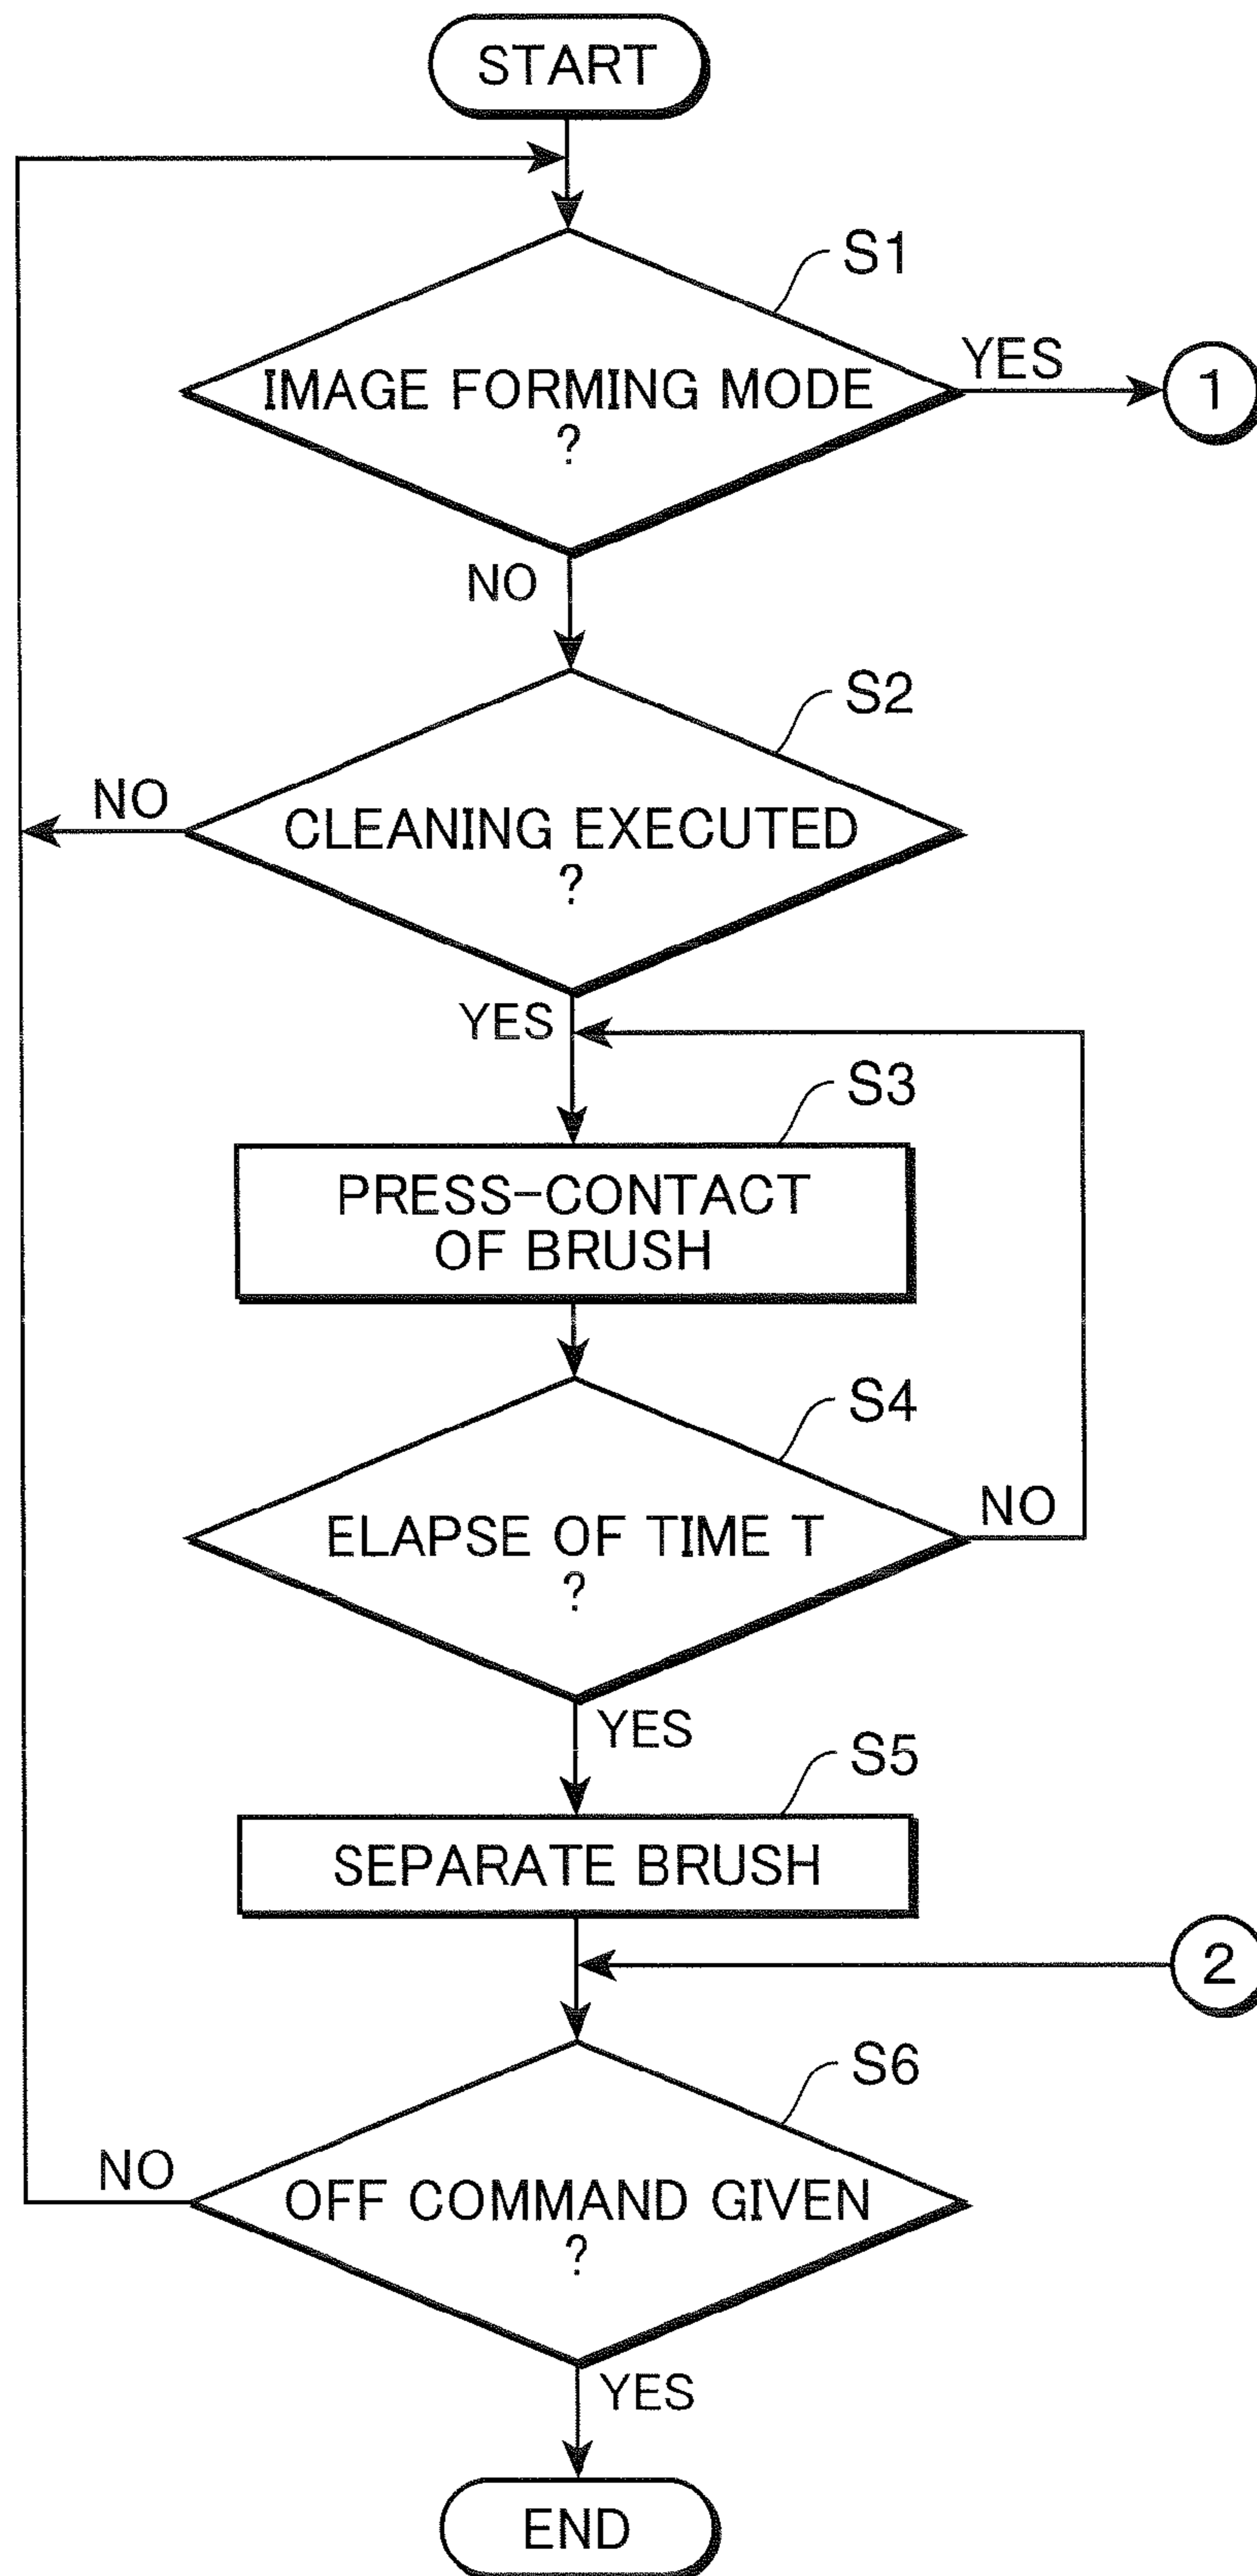 START
S1
IMAGE FORMING MODE
?
YES
1
NO
S2
NO
CLEANING EXECUTED
?
YES
S3
PRESS-CONTACT
OF BRUSH
S4
NO
ELAPSE OF TIME T
?
YES
S5
SEPARATE BRUSH
2
S6
NO
OFF COMMAND GIVEN
?
YES
END